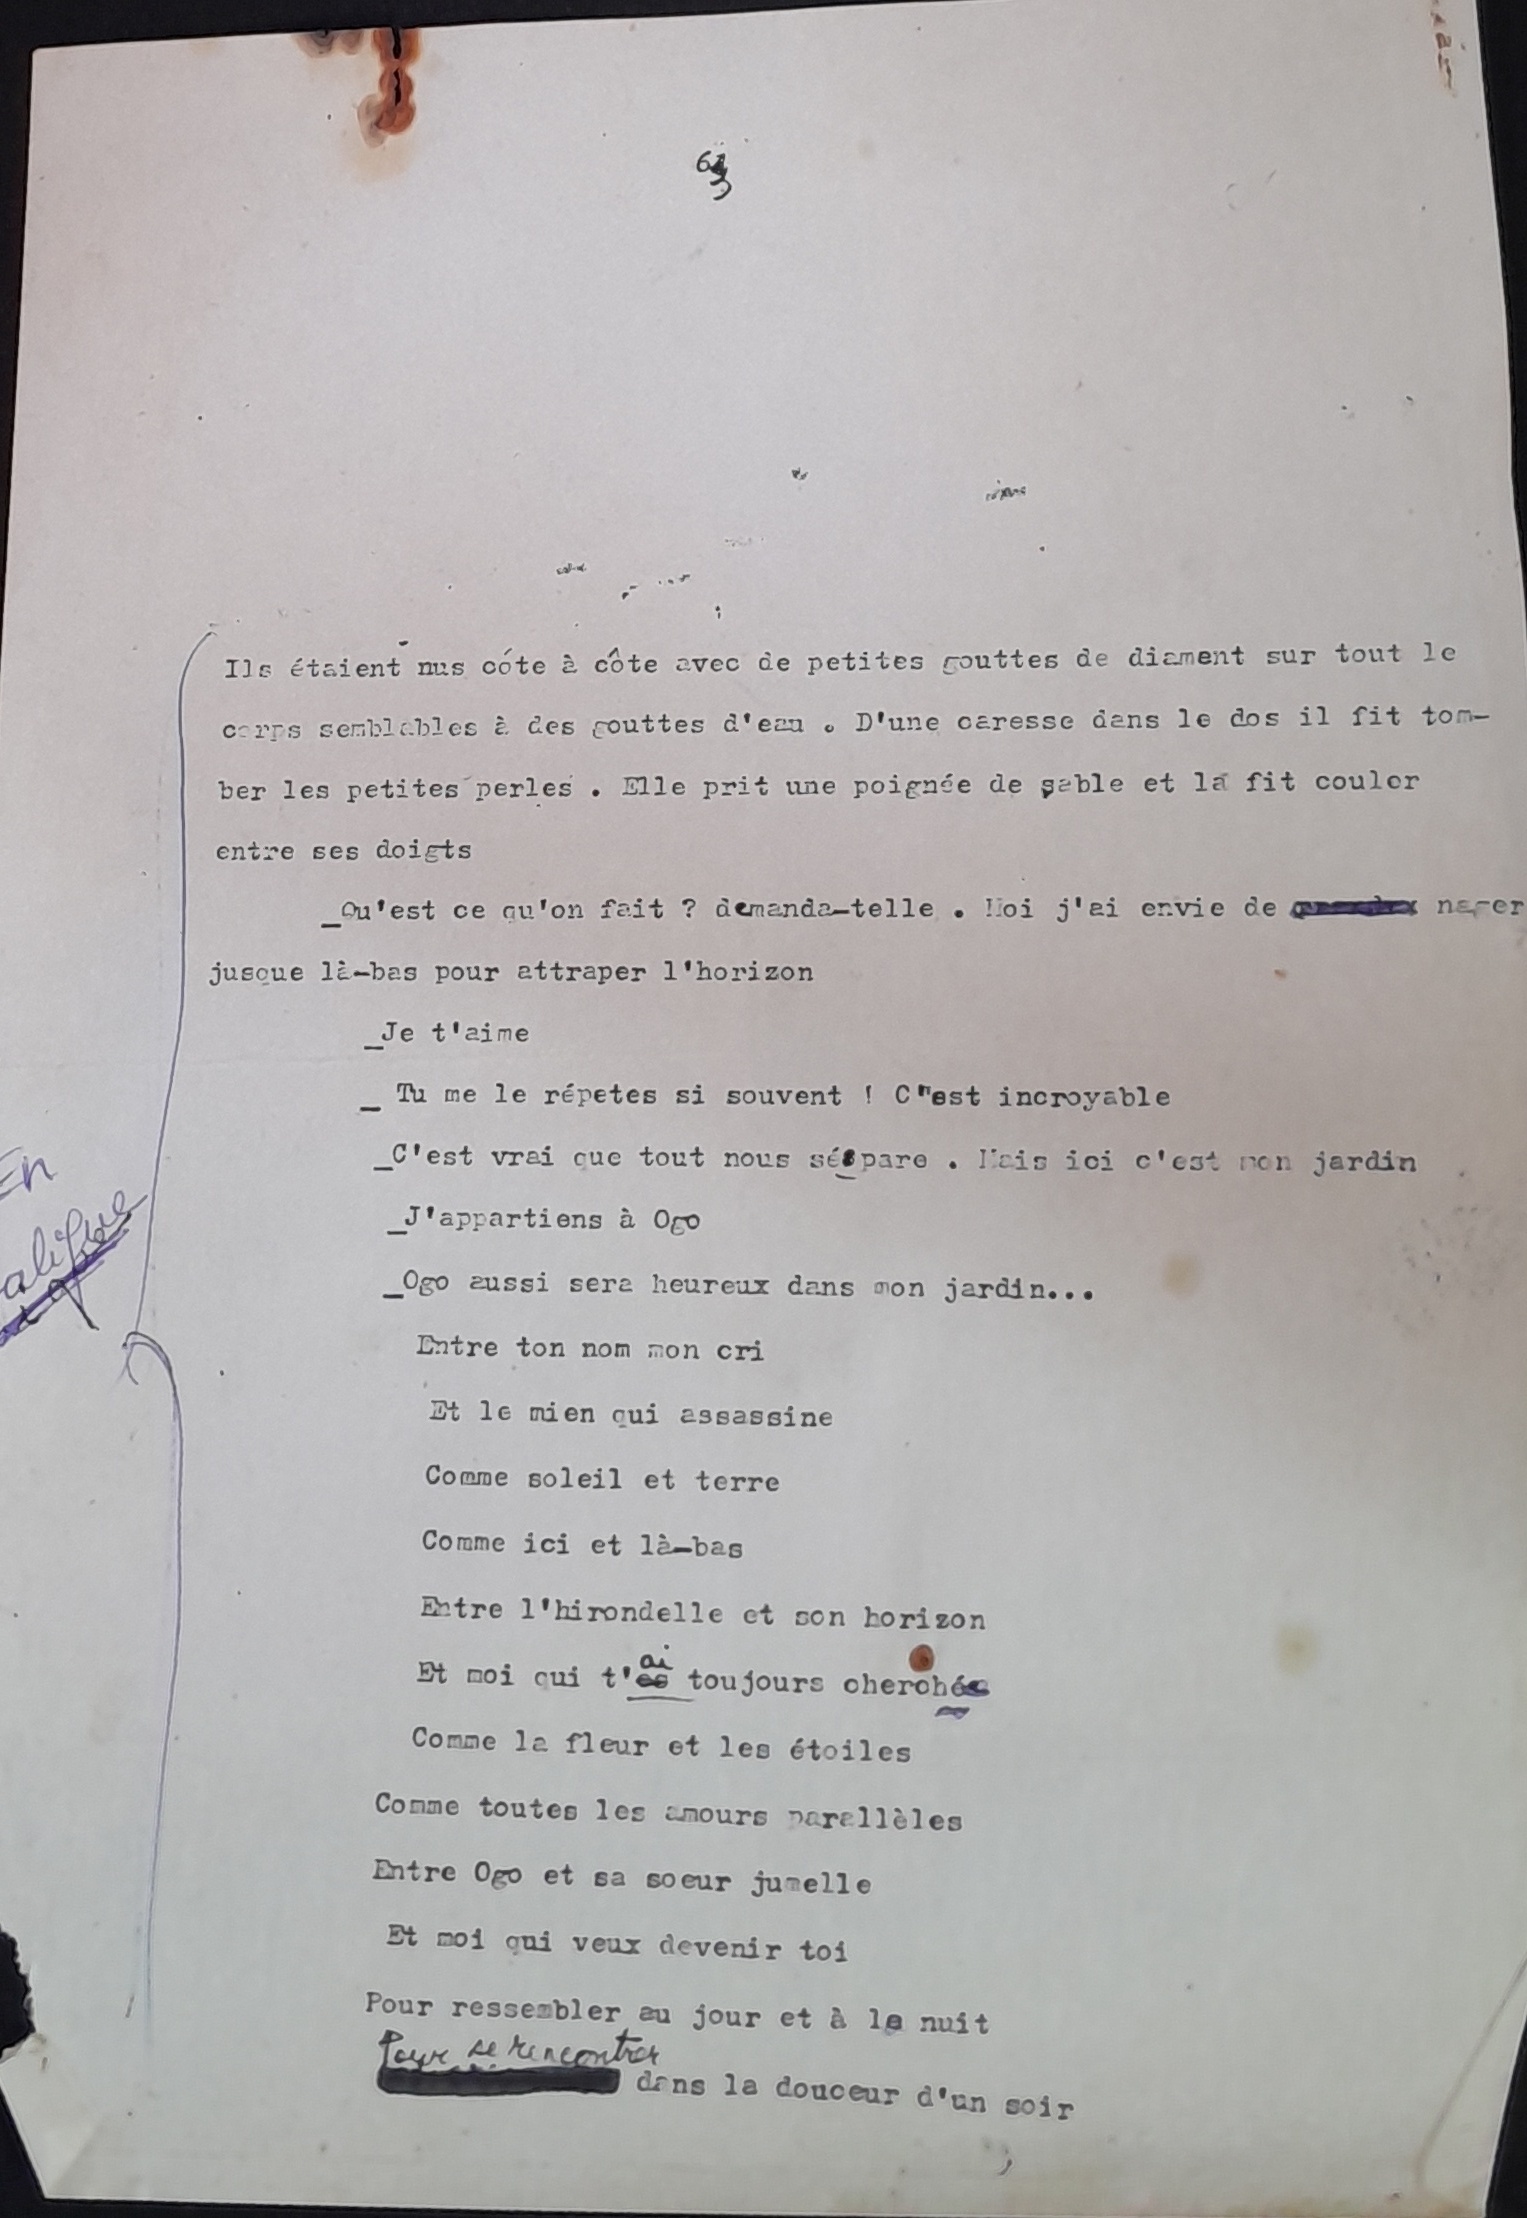 Ils étaient nus cóte à côte avec de petites gouttes de diament sur tout le
corps semblables à des gouttes d'eau . D'une caresse dans le dos il fit tom-
ber les petites perles . Elle prit une poignée de sable et la fit couler
entre ses doigts
_Qu'est ce qu'on fait ? demanda-telle . Moi j'ai envie de nager
jusque là-bas pour attraper l'horizon
_Je t'aime
_ Tu me le répetes si souvent ! C"est incroyable
_C'est vrai que tout nous sépare . Mais ici c'est mon jardin
_J'appartiens à Ogo
En
_Ogo aussi sera heureux dans mon jardin...
Entre ton nom mon cri
Et le mien qui assassine
Comme soleil et terre
Comme ici et là-bas
Entre l'hirondelle et son horizon
Et moi qui t'ai toujours cherché
Comme la fleur et les étoiles
Comme toutes les amours parallèles
Entre Ogo et sa soeur jumelle
Et moi qui veux devenir toi
Pour ressembler au jour et à la nuit
Pour se rencontrer dans la douceur d'un soir